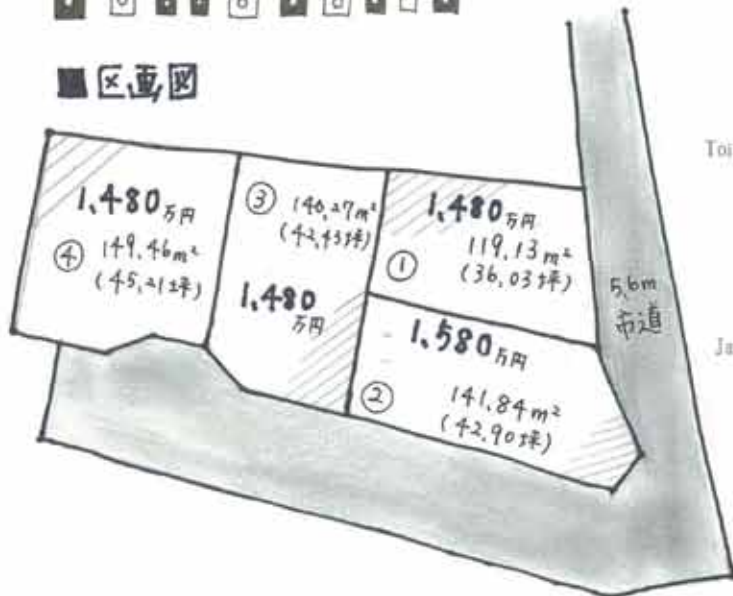 ■区画図
1,480万円
④ 149.46m²
(45.21坪)
③ 140.27m²
(42.43坪)
1,480
万円
1,480万円
119.13m²
①
(36.03坪)
1,580万円
②
141.84m²
(42.90坪)
5.6m
市道
Toi
Ja